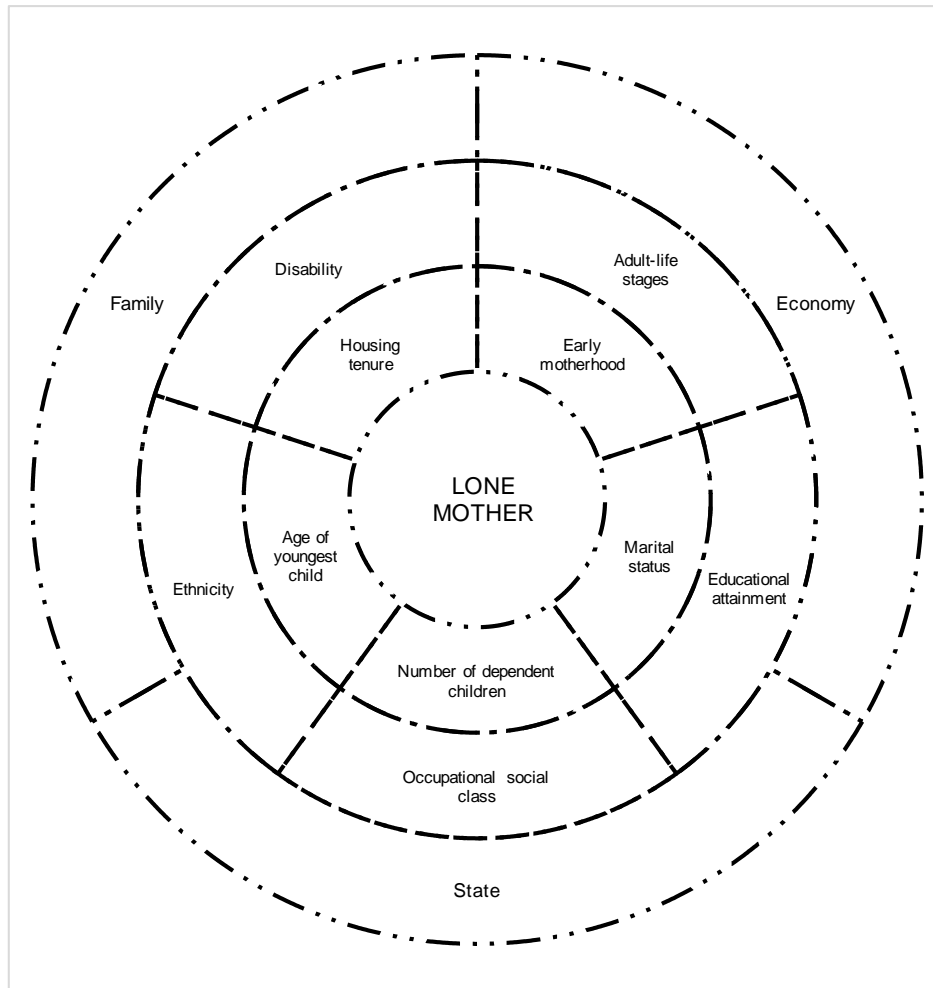 Disability
Adult-life
stages
Family
Economy
Housing
tenure
Early
motherhood
LONE
MOTHER
Age of
youngest
child
Marital
status
Ethnicity
Educational
attainment
Number of dependent
children
Occupational social
class
State